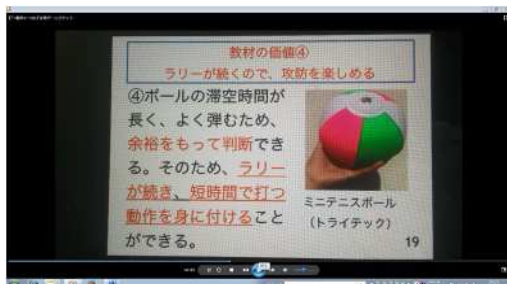 教材の価値④
ラリーが続くので、攻防を楽しめる
④ボールの滞空時間が
長く、よく弾むため、
余裕をもって判断でき
る。そのため、ラリー
が続き、短時間で打つ
動作を身に付けること
ができる。
ミニテニスボール
（トライテック）
19